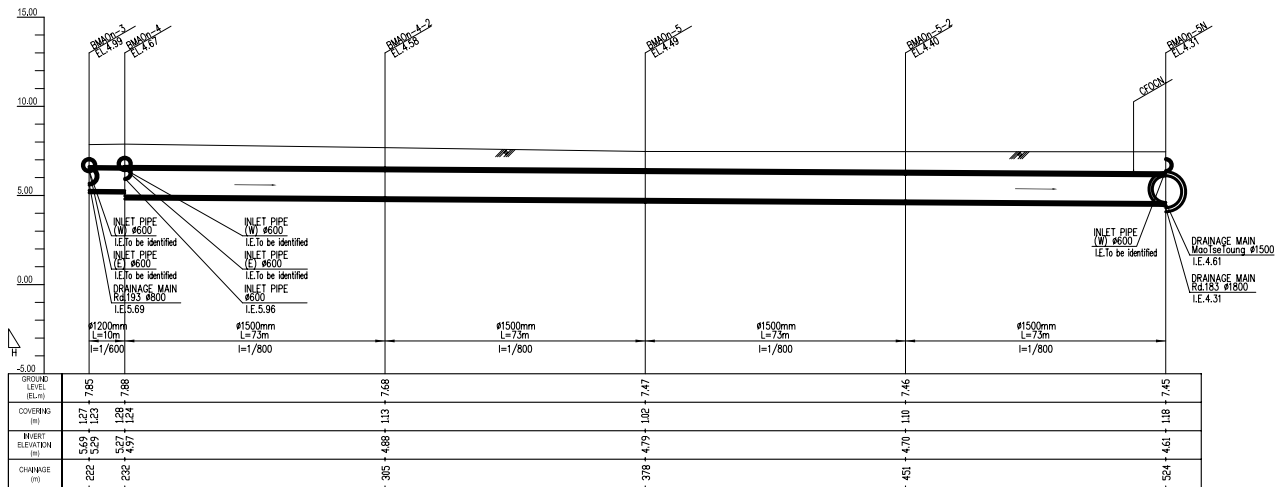 15.00
10.00
5.00
0.00
-5.00
H
BMAOn-3
EL.4.99
BMAOn-4
EL.4.67
BMAOn-4-2
EL.4.58
BMAOn-5
EL.4.49
BMAOn-5-2
EL.4.40
BMAOn-5N
EL.4.31
CFOCN
INLET PIPE
(W) ø600
I.E.To be identified
INLET PIPE
(E) ø600
I.E.To be identified
DRAINAGE MAIN
Rd.193 ø800
I.E.5.69
INLET PIPE
(W) ø600
I.E.To be identified
INLET PIPE
(E) ø600
I.E.To be identified
INLET PIPE
ø600
I.E.5.96
INLET PIPE
(W) ø600
I.E.To be identified
DRAINAGE MAIN
MaoTseToung ø1500
I.E.4.61
DRAINAGE MAIN
Rd.183 ø1800
I.E.4.31
ø1200mm
L=10m
I=1/600
ø1500mm
L=73m
I=1/800
ø1500mm
L=73m
I=1/800
ø1500mm
L=73m
I=1/800
ø1500mm
L=73m
I=1/800
GROUND
LEVEL
(EL.m)
7.85 7.88 7.68 7.47 7.46 7.45
COVERING
(m)
1.27 1.23 1.28 1.24 1.13 1.02 1.10 1.18
INVERT
ELEVATION
(m)
5.69 5.29 5.27 4.97 4.88 4.79 4.70 4.61
CHAINAGE
(m)
222 232 305 378 451 524